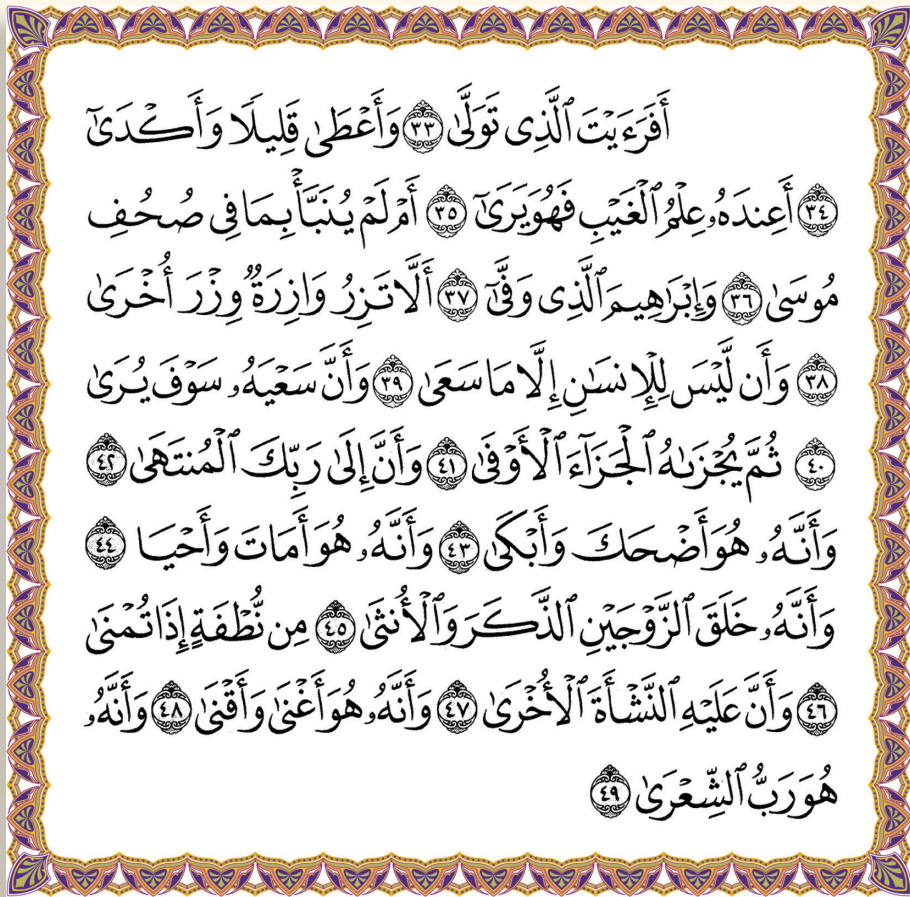 أَفَرَءَيْتَ ٱلَّذِى تَوَلَّىٰ ٣٣ وَأَعْطَىٰ قَلِيلًا وَأَكْدَىٰٓ
٣٤ أَعِندَهُۥ عِلْمُ ٱلْغَيْبِ فَهُوَ يَرَىٰٓ ٣٥ أَمْ لَمْ يُنَبَّأْ بِمَا فِى صُحُفِ
مُوسَىٰ ٣٦ وَإِبْرَٰهِيمَ ٱلَّذِى وَفَّىٰٓ ٣٧ أَلَّا تَزِرُ وَازِرَةٌ وِزْرَ أُخْرَىٰ
٣٨ وَأَن لَّيْسَ لِلْإِنسَٰنِ إِلَّا مَا سَعَىٰ ٣٩ وَأَنَّ سَعْيَهُۥ سَوْفَ يُرَىٰ
٤٠ ثُمَّ يُجْزَىٰهُ ٱلْجَزَآءَ ٱلْأَوْفَىٰ ٤١ وَأَنَّ إِلَىٰ رَبِّكَ ٱلْمُنتَهَىٰ ٤٢
وَأَنَّهُۥ هُوَ أَضْحَكَ وَأَبْكَىٰ ٤٣ وَأَنَّهُۥ هُوَ أَمَاتَ وَأَحْيَا ٤٤
وَأَنَّهُۥ خَلَقَ ٱلزَّوْجَيْنِ ٱلذَّكَرَ وَٱلْأُنثَىٰ ٤٥ مِن نُّطْفَةٍ إِذَا تُمْنَىٰ
٤٦ وَأَنَّ عَلَيْهِ ٱلنَّشْأَةَ ٱلْأُخْرَىٰ ٤٧ وَأَنَّهُۥ هُوَ أَغْنَىٰ وَأَقْنَىٰ ٤٨ وَأَنَّهُۥ
هُوَ رَبُّ ٱلشِّعْرَىٰ ٤٩